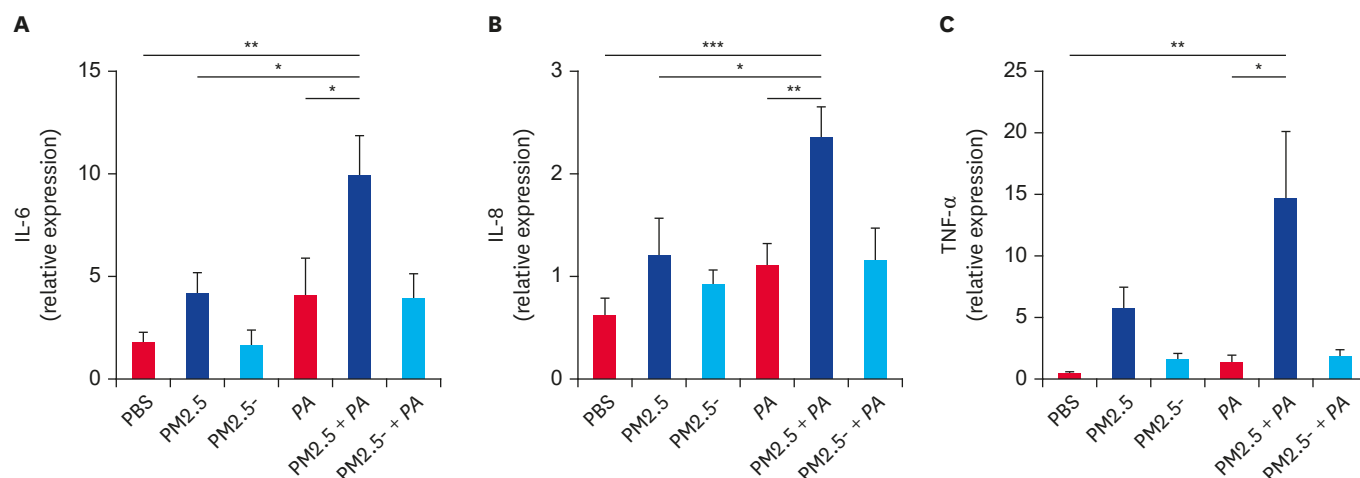 A
**
*
*
15
10
5
0
IL-6
(relative expression)
PBS
PM2.5
PM2.5-
PA
PM2.5 + PA
PM2.5- + PA
B
***
*
**
3
2
1
0
IL-8
(relative expression)
PBS
PM2.5
PM2.5-
PA
PM2.5 + PA
PM2.5- + PA
C
**
*
25
20
15
10
5
0
TNF-α
(relative expression)
PBS
PM2.5
PM2.5-
PA
PM2.5 + PA
PM2.5- + PA